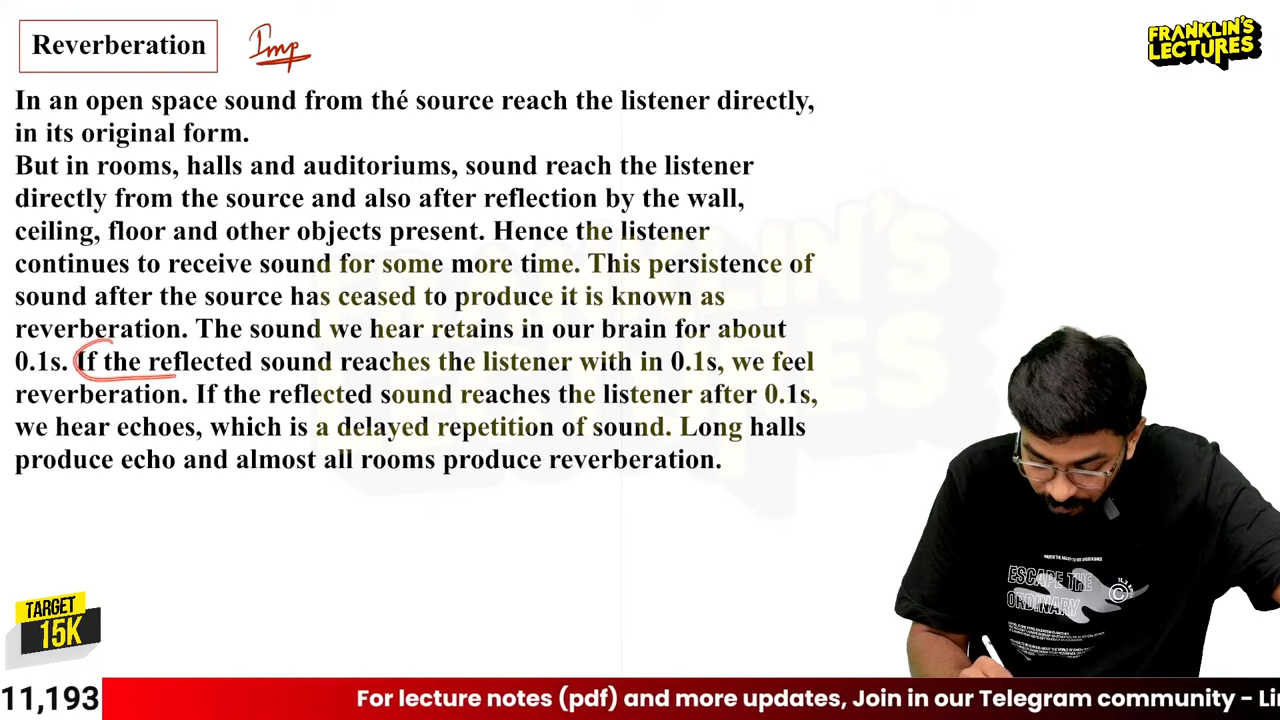 Reverberation
Imp
FRANKLIN'S
LECTURES
In an open space sound from thé source reach the listener directly,
in its original form.
But in rooms, halls and auditoriums, sound reach the listener
directly from the source and also after reflection by the wall,
ceiling, floor and other objects present. Hence the listener
continues to receive sound for some more time. This persistence of
sound after the source has ceased to produce it is known as
reverberation. The sound we hear retains in our brain for about
0.1s. If the reflected sound reaches the listener with in 0.1s, we feel
reverberation. If the reflected sound reaches the listener after 0.1s,
we hear echoes, which is a delayed repetition of sound. Long halls
produce echo and almost all rooms produce reverberation.
FRANKLIN'S
LECTURES
ESCAPE THE
ORDINARY
TARGET
15K
11,193
For lecture notes (pdf) and more updates, Join in our Telegram community - Li